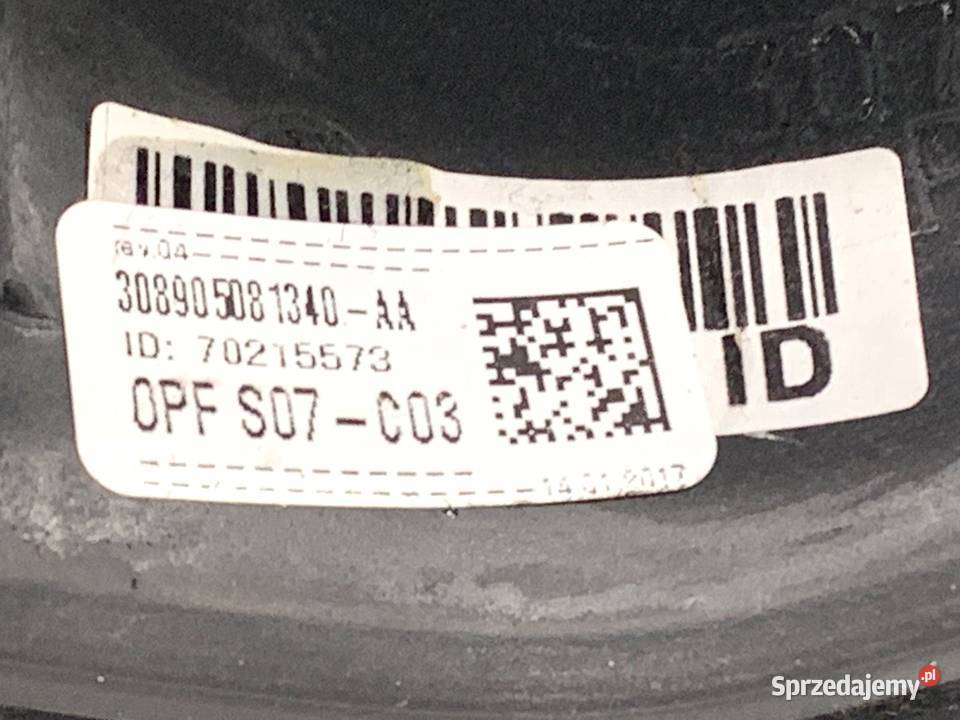 rev.04
308905081340-AA
ID: 70215573
OPF S07-C03
14.01.2017
ID
Sprzedajemy.pl